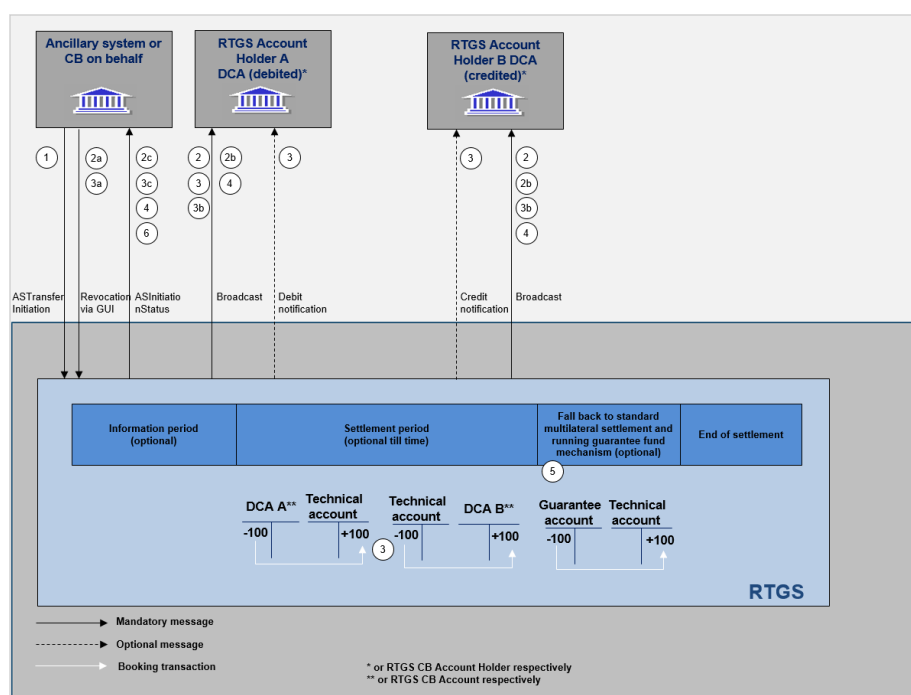 Ancillary system or
CB on behalf
RTGS Account
Holder A
DCA (debited)*
RTGS Account
Holder B DCA
(credited)*
1
2a
3a
2c
3c
4
6
2
3
3b
2b
4
3
3
2
2b
3b
4
ASTransfer
Initiation
Revocation
via GUI
ASInitiatio
nStatus
Broadcast
Debit
notification
Credit
notification
Broadcast
Information period
(optional)
Settlement period
(optional till time)
Fall back to standard
multilateral settlement and
running guarantee fund
mechanism (optional)
End of settlement
5
DCA A**
Technical
account
-100
+100
3
Technical
account
DCA B**
-100
+100
Guarantee
account
Technical
account
-100
+100
RTGS
Mandatory message
Optional message
Booking transaction
* or RTGS CB Account Holder respectively
** or RTGS CB Account respectively